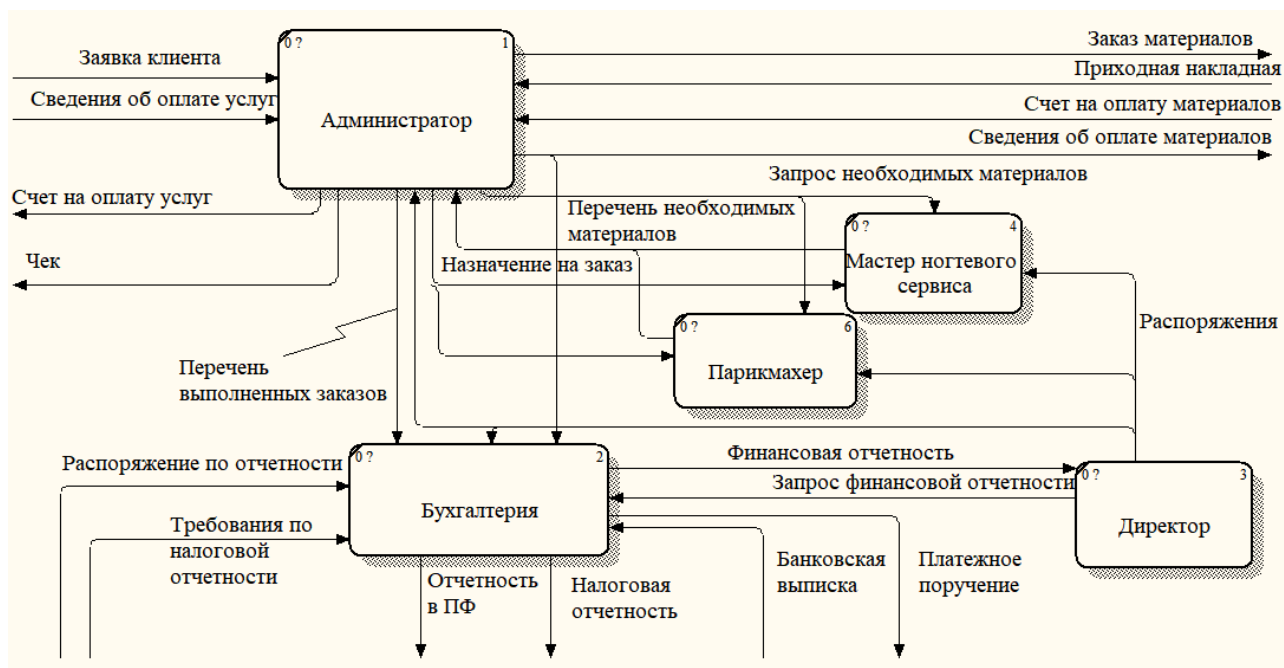 0 ? 1
Заявка клиента
Заказ материалов
Приходная накладная
Сведения об оплате услуг
Счет на оплату материалов
Администратор
Сведения об оплате материалов
Запрос необходимых материалов
Счет на оплату услуг
Перечень необходимых
материалов
0 ? 4
Чек
Назначение на заказ
Мастер ногтевого
сервиса
0 ? 6
Распоряжения
Перечень
выполненных заказов
Парикмахер
Распоряжение по отчетности
0 ? 2
Финансовая отчетность
Запрос финансовой отчетности
0 ? 3
Бухгалтерия
Директор
Требования по
налоговой
отчетности
Отчетность
в ПФ
Налоговая
отчетность
Банковская
выписка
Платежное
поручение